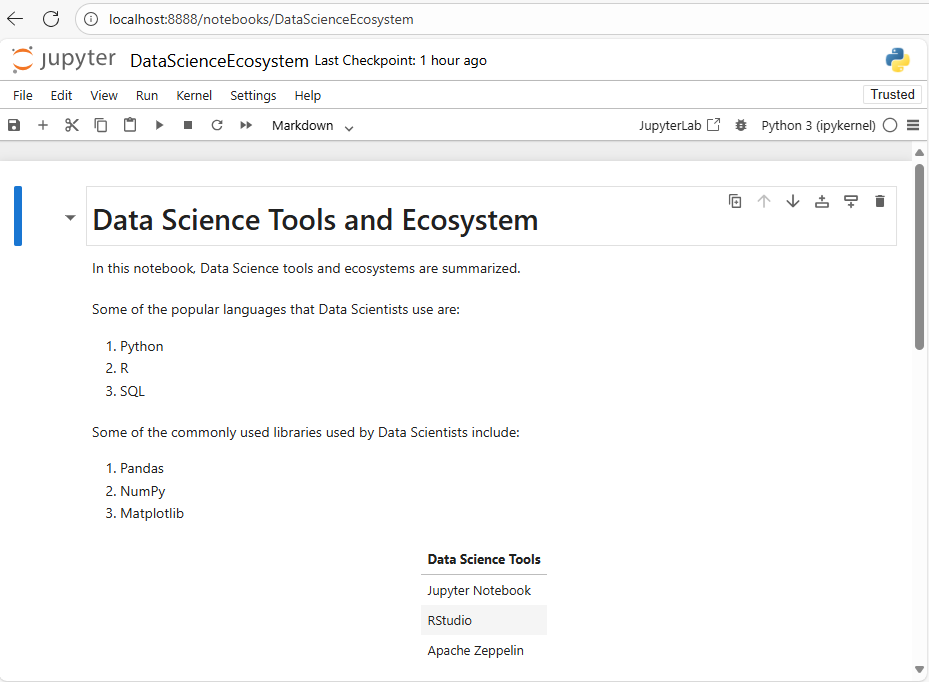 localhost:8888/notebooks/DataScienceEcosystem
jupyter DataScienceEcosystem Last Checkpoint: 1 hour ago
File Edit View Run Kernel Settings Help Trusted
Markdown JupyterLab Python 3 (ipykernel)
Data Science Tools and Ecosystem
In this notebook, Data Science tools and ecosystems are summarized.
Some of the popular languages that Data Scientists use are:
1. Python
2. R
3. SQL
Some of the commonly used libraries used by Data Scientists include:
1. Pandas
2. NumPy
3. Matplotlib
Data Science Tools
Jupyter Notebook
RStudio
Apache Zeppelin